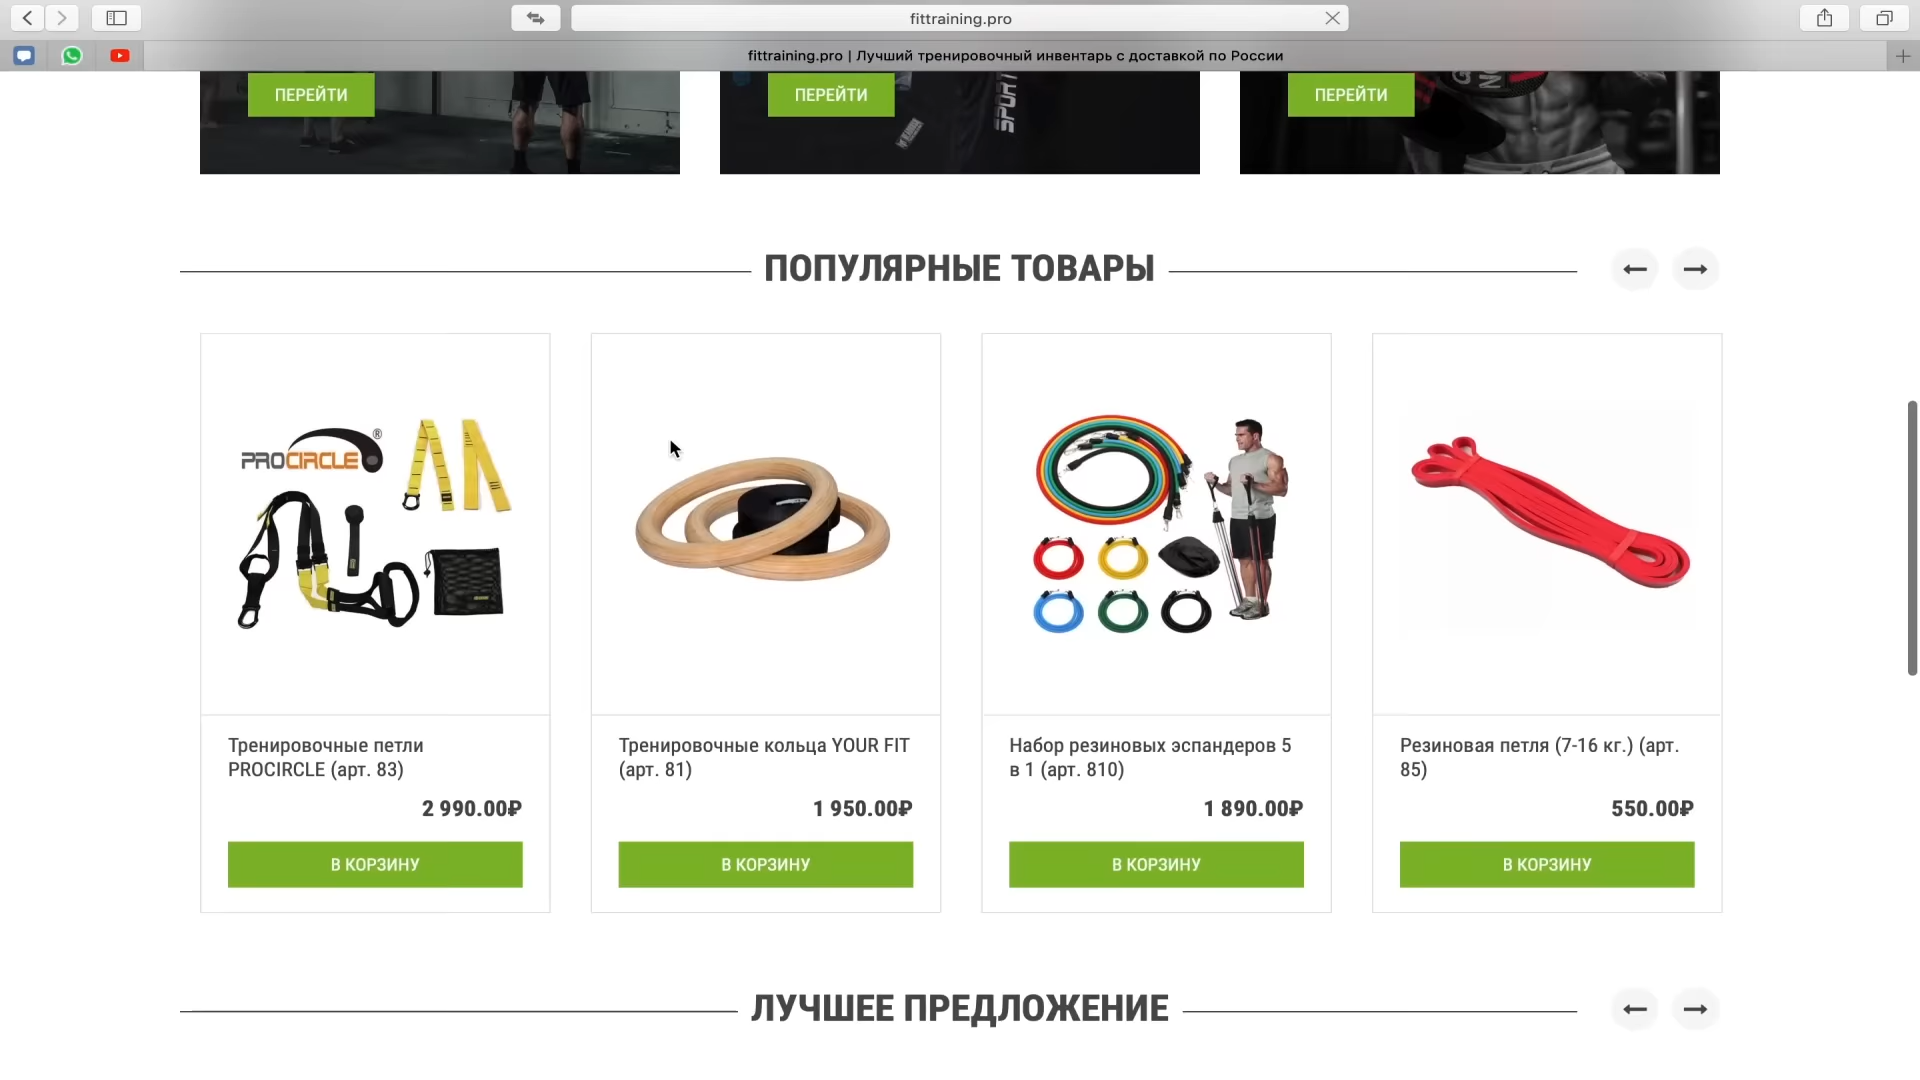 fittraining.pro
fittraining.pro | Лучший тренировочный инвентарь с доставкой по России
ПЕРЕЙТИ
ПЕРЕЙТИ
SPORT
ПЕРЕЙТИ
ПОПУЛЯРНЫЕ ТОВАРЫ
PROCIRCLE®
Тренировочные петли
PROCIRCLE (арт. 83)
2 990.00₽
В КОРЗИНУ
Тренировочные кольца YOUR FIT
(арт. 81)
1 950.00₽
В КОРЗИНУ
Набор резиновых эспандеров 5
в 1 (арт. 810)
1 890.00₽
В КОРЗИНУ
Резиновая петля (7-16 кг.) (арт.
85)
550.00₽
В КОРЗИНУ
ЛУЧШЕЕ ПРЕДЛОЖЕНИЕ